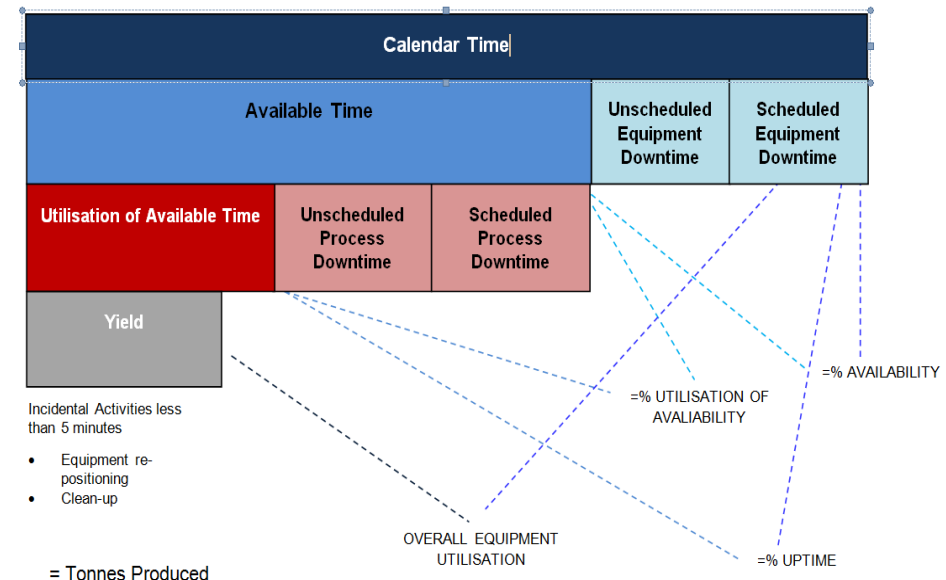 Calendar Time
Available Time
Unscheduled
Equipment
Downtime
Scheduled
Equipment
Downtime
Utilisation of Available Time
Unscheduled
Process
Downtime
Scheduled
Process
Downtime
Yield
=% AVAILABILITY
=% UTILISATION OF
AVALIABILITY
Incidental Activities less
than 5 minutes
• Equipment re-
positioning
• Clean-up
OVERALL EQUIPMENT
UTILISATION
=% UPTIME
= Tonnes Produced